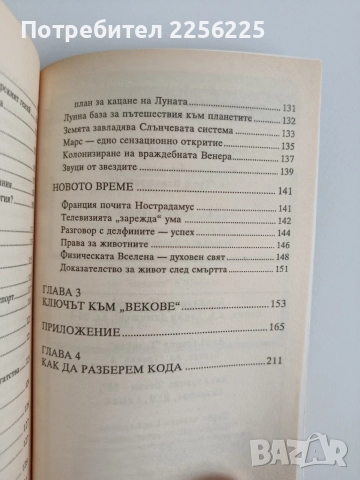 ID: 2256225
план за кацане на Луната 131
Лунна база за пътешествия към планетите 132
Земята завладява Слънчевата система 133
Марс — едно сензационно откритие 135
Колонизиране на враждебната Венера 137
Звуци от звездите 139
НОВОТО ВРЕМЕ 141
Франция почита Нострадамус 141
Телевизията „зарежда“ ума 142
Разговор с делфините — успех 144
Права за животните 146
Физическата Вселена — духовен свят 148
Доказателство за живот след смъртта 151
ГЛАВА 3
КЛЮЧЪТ КЪМ „ВЕКОВЕ“ 153
ПРИЛОЖЕНИЕ 165
ГЛАВА 4
КАК ДА РАЗБЕРЕМ КОДА 211
bazar